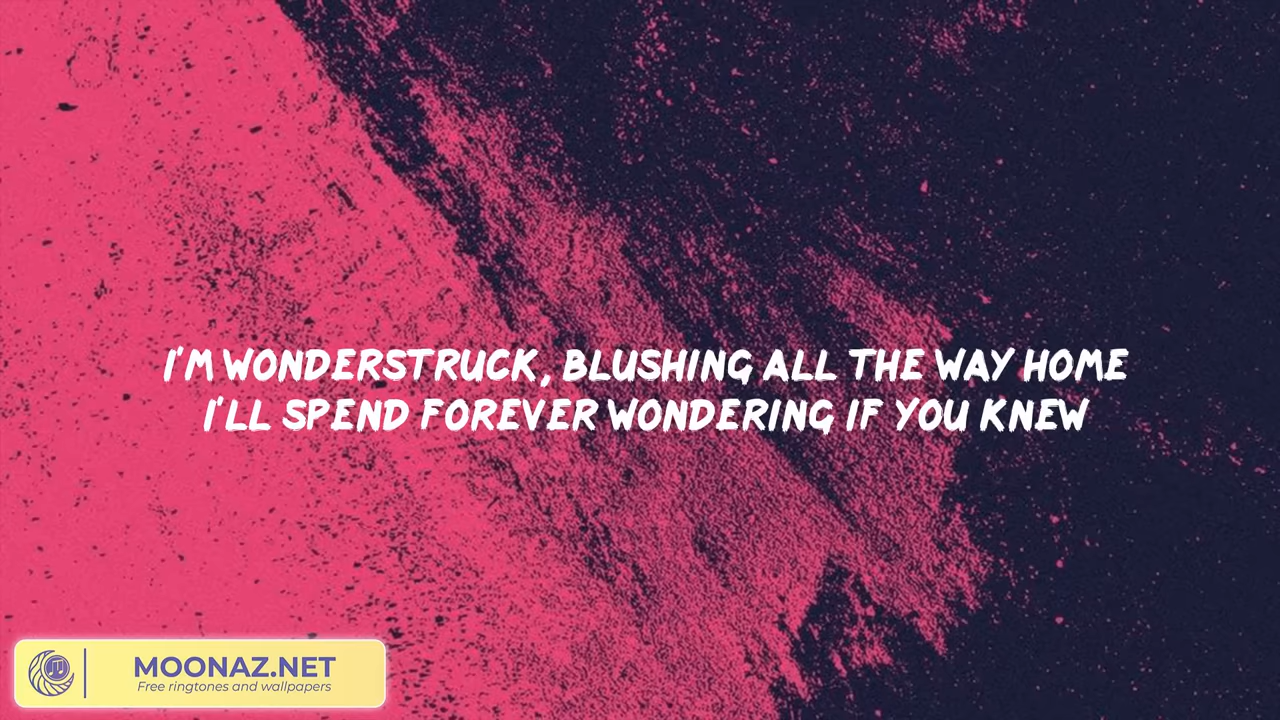 I'M WONDERSTRUCK, BLUSHING ALL THE WAY HOME
I'LL SPEND FOREVER WONDERING IF YOU KNEW
MOONAZ.NET
Free ringtones and wallpapers